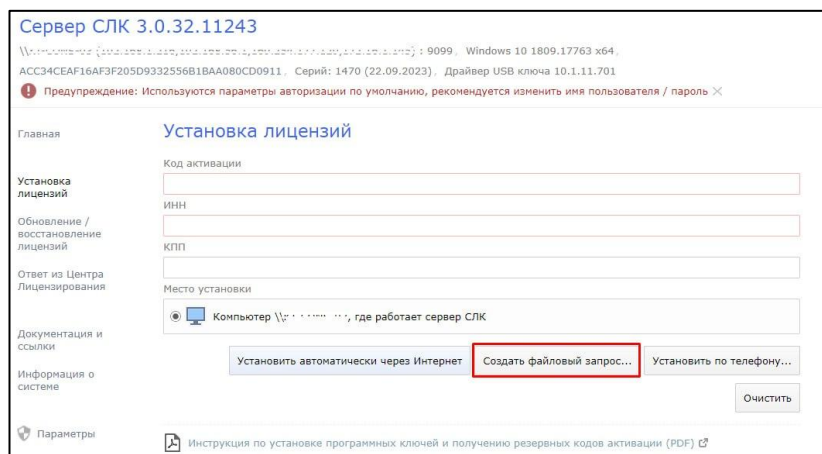 Сервер СЛК 3.0.32.11243
: 9099, Windows 10 1809.17763 x64,
ACC34CEAF16AF3F205D9332556B1BAA080CD0911, Серий: 1470 (22.09.2023), Драйвер USB ключа 10.1.11.701
Предупреждение: Используются параметры авторизации по умолчанию, рекомендуется изменить имя пользователя / пароль
Главная
Установка лицензий
Обновление / восстановление лицензий
Ответ из Центра Лицензирования
Документация и ссылки
Информация о системе
Параметры
Установка лицензий
Код активации
ИНН
КПП
Место установки
Компьютер \\ , где работает сервер СЛК
Установить автоматически через Интернет Создать файловый запрос... Установить по телефону...
Очистить
Инструкция по установке программных ключей и получению резервных кодов активации (PDF)